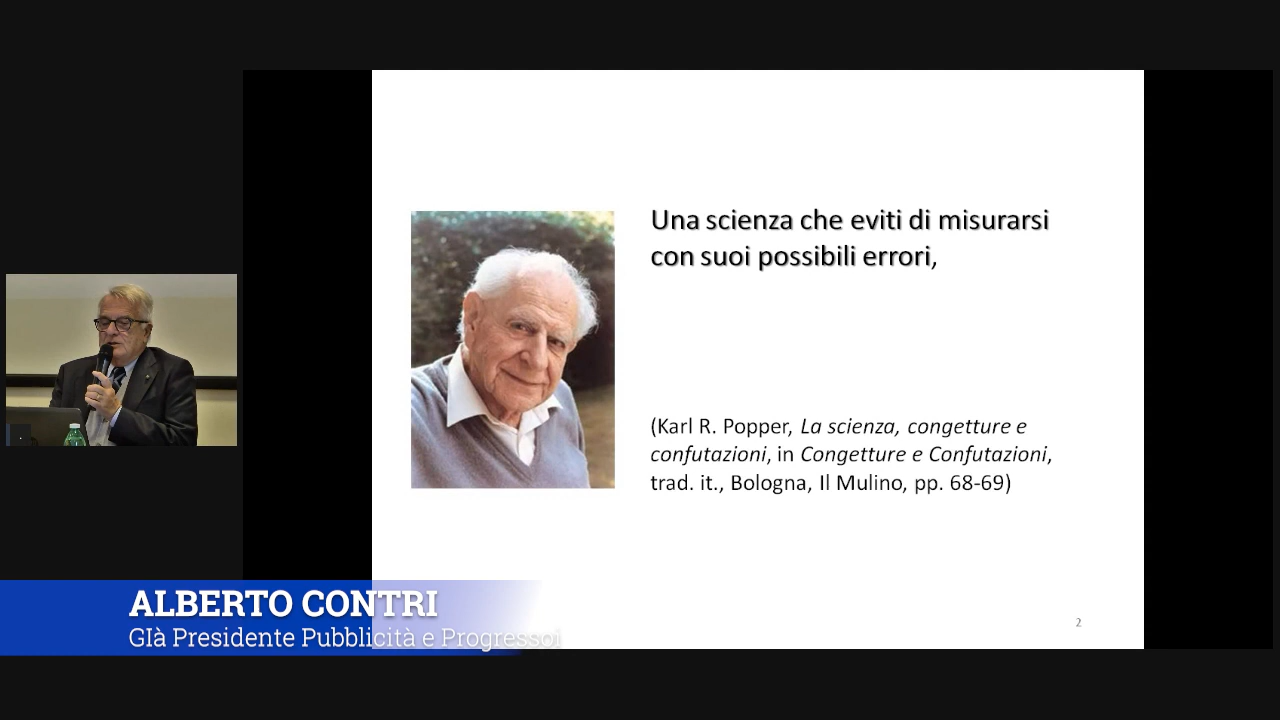 Una scienza che eviti di misurarsi
con suoi possibili errori,
(Karl R. Popper, La scienza, congetture e
confutazioni, in Congetture e Confutazioni,
trad. it., Bologna, Il Mulino, pp. 68-69)
2
ALBERTO CONTRI
GIà Presidente Pubblicità e Progressoi